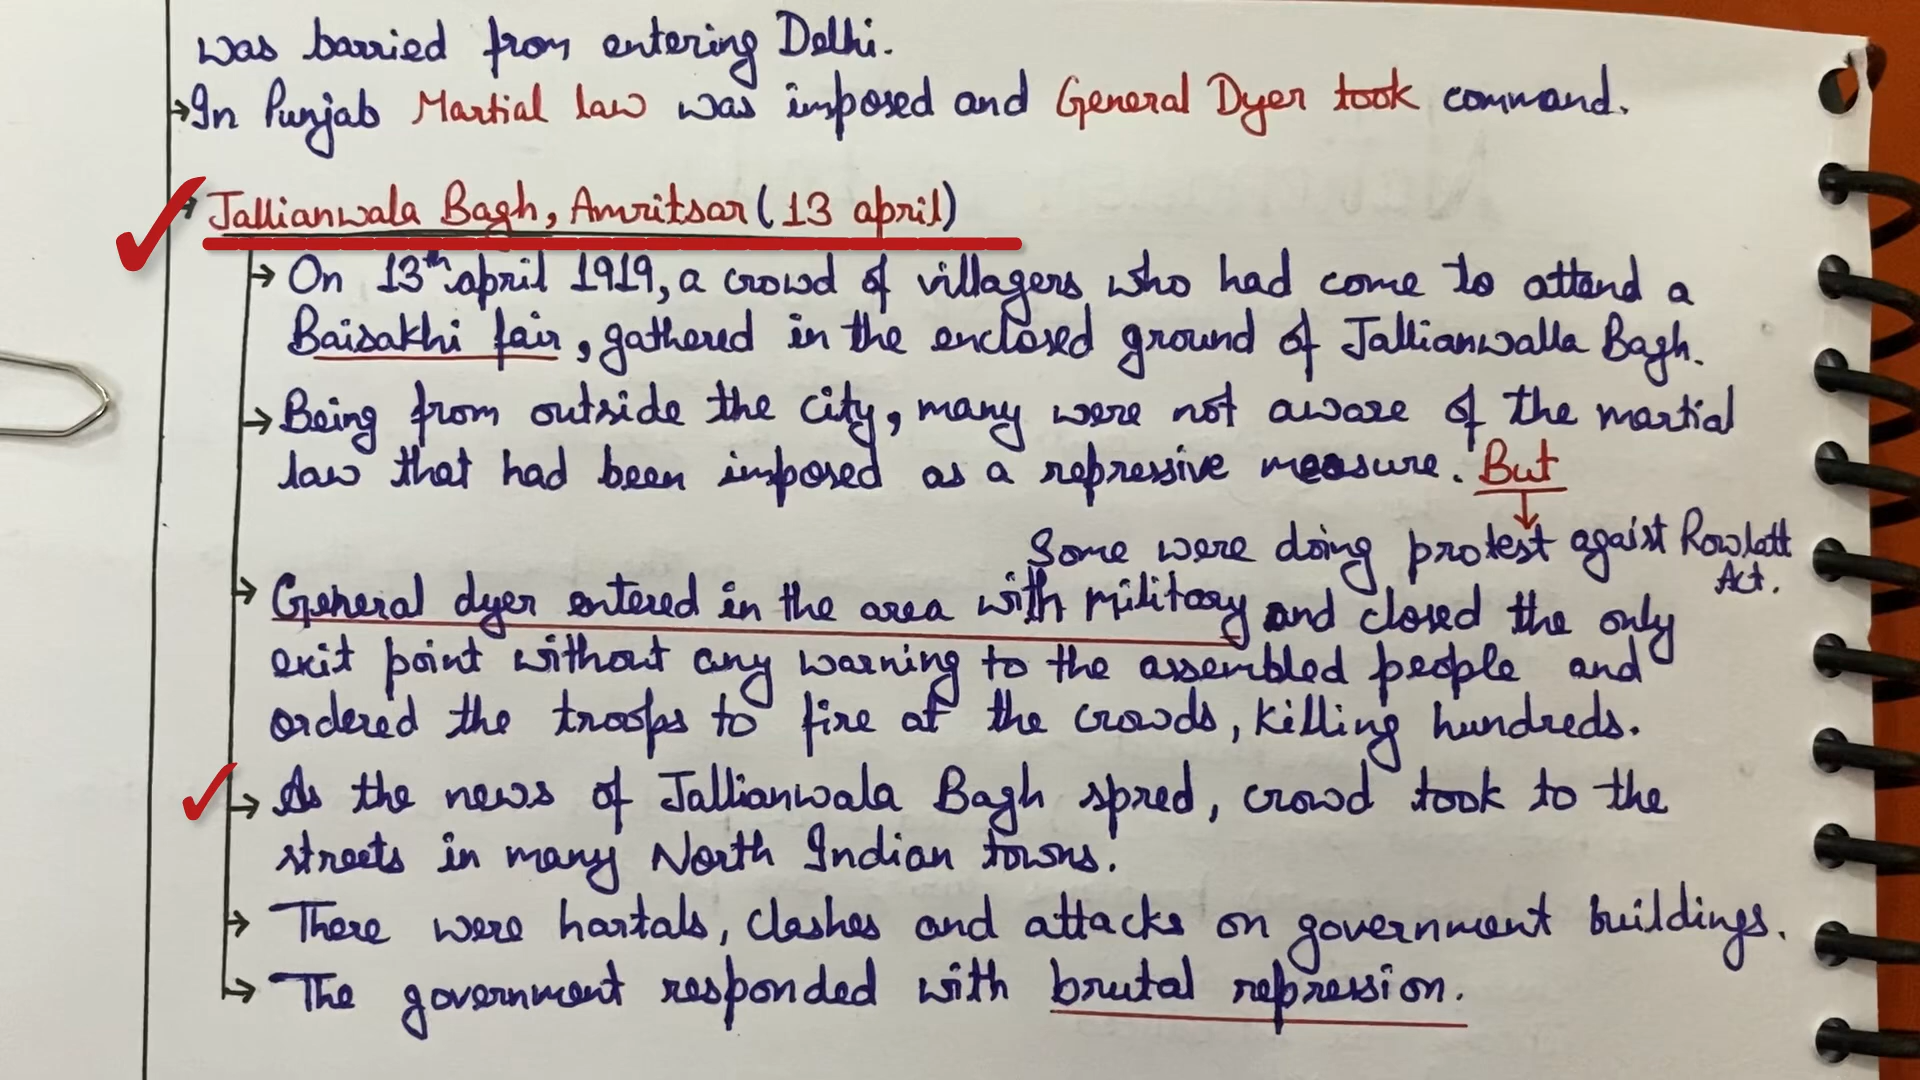 was barried from entering Delhi.
→In Punjab Martial law was imposed and General Dyer took command.
Jallianwala Bagh, Amritsar (13 april)
→ On 13th april 1919, a crowd of villagers who had come to attend a
Baisakhi fair, gathered in the enclosed ground of Jallianwalla Bagh.
→ Being from outside the city, many were not aware of the martial
law that had been imposed as a repressive measure. But
Some were doing protest agaist Rowlatt
Act.
→ General dyer entered in the area with military and closed the only
exit point without any warning to the assembled people and
ordered the troops to fire at the crowds, killing hundreds.
→ As the news of Jallianwala Bagh spred, crowd took to the
streets in many North Indian towns.
→ There were hartals, clashes and attacks on government buildings.
→ The government responded with brutal repression.